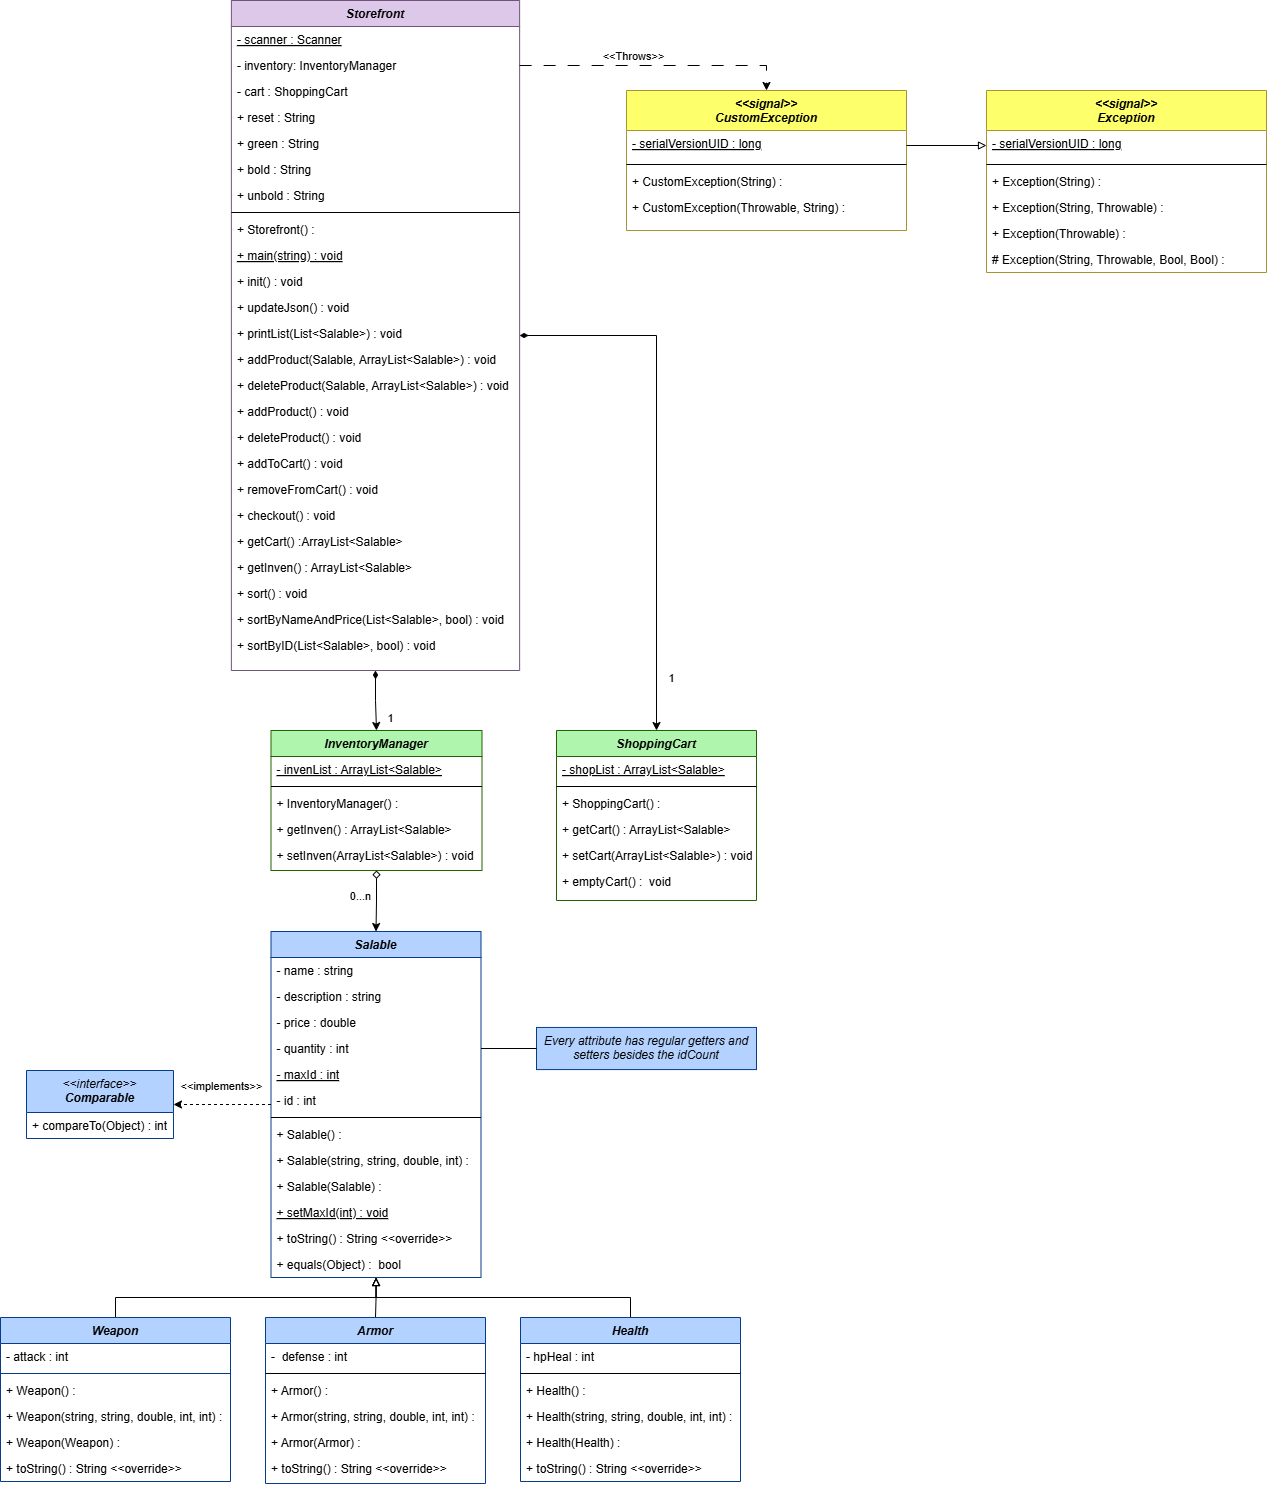 Storefront
- scanner : Scanner
- inventory: InventoryManager
- cart : ShoppingCart
+ reset : String
+ green : String
+ bold : String
+ unbold : String
+ Storefront() :
+ main(string) : void
+ init() : void
+ updateJson() : void
+ printList(List<Salable>) : void
+ addProduct(Salable, ArrayList<Salable>) : void
+ deleteProduct(Salable, ArrayList<Salable>) : void
+ addProduct() : void
+ deleteProduct() : void
+ addToCart() : void
+ removeFromCart() : void
+ checkout() : void
+ getCart() :ArrayList<Salable>
+ getInven() : ArrayList<Salable>
+ sort() : void
+ sortByNameAndPrice(List<Salable>, bool) : void
+ sortByID(List<Salable>, bool) : void
<<Throws>>
<<signal>>
CustomException
- serialVersionUID : long
+ CustomException(String) :
+ CustomException(Throwable, String) :
<<signal>>
Exception
- serialVersionUID : long
+ Exception(String) :
+ Exception(String, Throwable) :
+ Exception(Throwable) :
# Exception(String, Throwable, Bool, Bool) :
1
1
InventoryManager
- invenList : ArrayList<Salable>
+ InventoryManager() :
+ getInven() : ArrayList<Salable>
+ setInven(ArrayList<Salable>) : void
ShoppingCart
- shopList : ArrayList<Salable>
+ ShoppingCart() :
+ getCart() : ArrayList<Salable>
+ setCart(ArrayList<Salable>) : void
+ emptyCart() :  void
0...n
Salable
- name : string
- description : string
- price : double
- quantity : int
- maxId : int
- id : int
+ Salable() :
+ Salable(string, string, double, int) :
+ Salable(Salable) :
+ setMaxId(int) : void
+ toString() : String <<override>>
+ equals(Object) :  bool
Every attribute has regular getters and
setters besides the idCount
<<implements>>
<<interface>>
Comparable
+ compareTo(Object) : int
Weapon
- attack : int
+ Weapon() :
+ Weapon(string, string, double, int, int) :
+ Weapon(Weapon) :
+ toString() : String <<override>>
Armor
-  defense : int
+ Armor() :
+ Armor(string, string, double, int, int) :
+ Armor(Armor) :
+ toString() : String <<override>>
Health
- hpHeal : int
+ Health() :
+ Health(string, string, double, int, int) :
+ Health(Health) :
+ toString() : String <<override>>